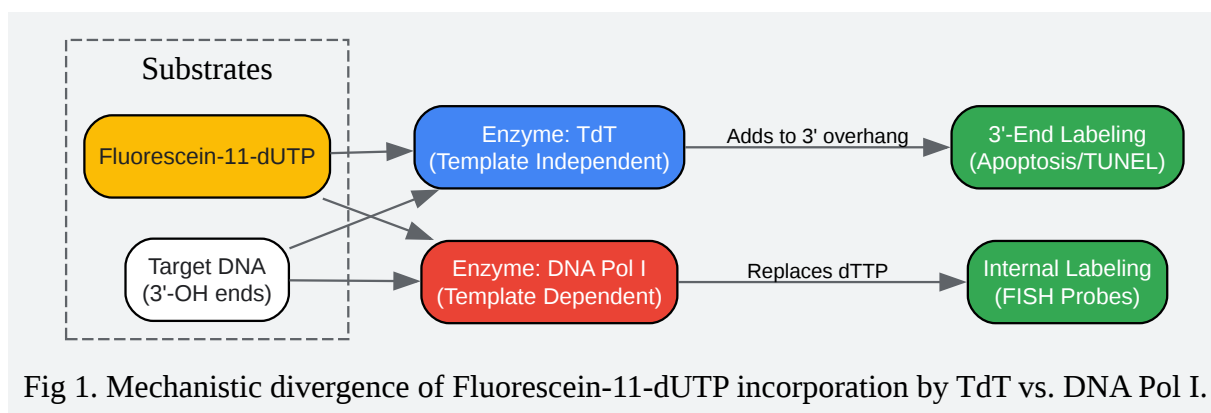 Substrates
Fluorescein-11-dUTP
Enzyme: TdT
(Template Independent)
Adds to 3' overhang
3'-End Labeling
(Apoptosis/TUNEL)
Target DNA
(3'-OH ends)
Enzyme: DNA Pol I
(Template Dependent)
Replaces dTTP
Internal Labeling
(FISH Probes)
Fig 1. Mechanistic divergence of Fluorescein-11-dUTP incorporation by TdT vs. DNA Pol I.